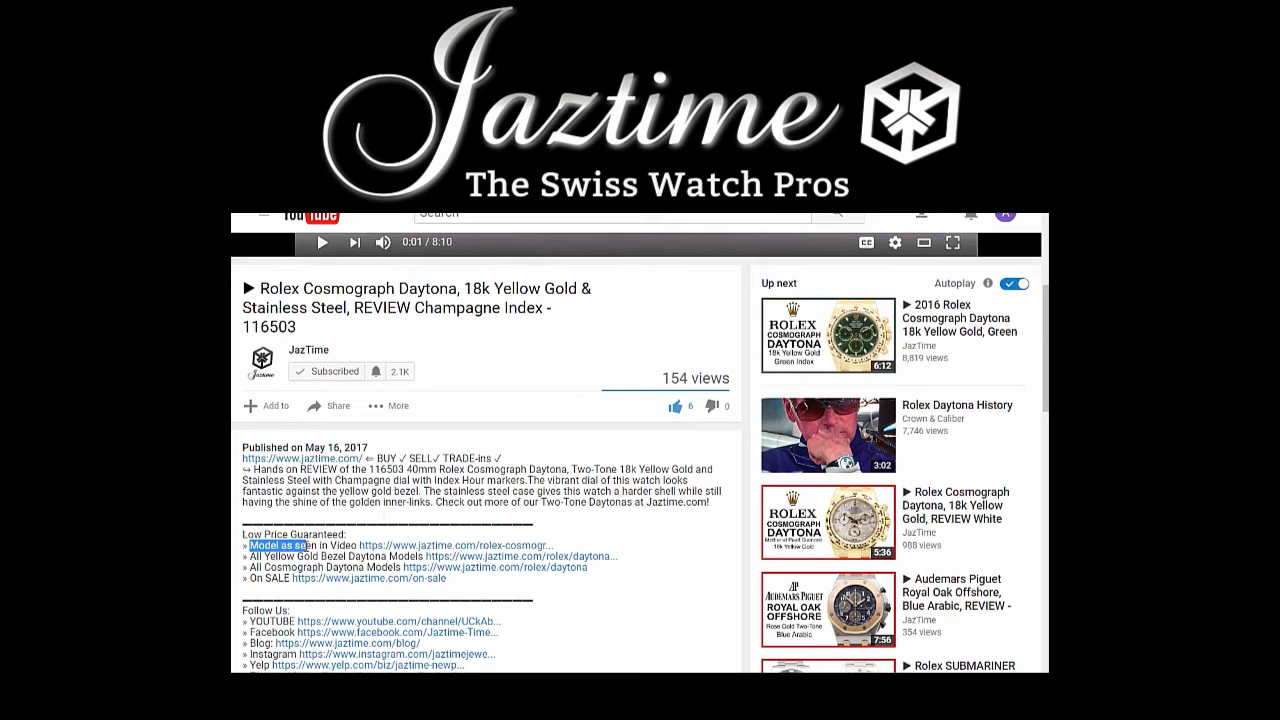 Jaztime
The Swiss Watch Pros
YouTube
Search
0:01 / 8:10
CC
▶ Rolex Cosmograph Daytona, 18k Yellow Gold &
Stainless Steel, REVIEW Champagne Index -
116503
Jaztime
JazTime
Subscribed
2.1K
154 views
Add to
Share
More
6
0
Published on May 16, 2017
https://www.jaztime.com/ ⇐ BUY ✓ SELL✓ TRADE-ins ✓
↪ Hands on REVIEW of the 116503 40mm Rolex Cosmograph Daytona, Two-Tone 18k Yellow Gold and
Stainless Steel with Champagne dial with Index Hour markers.The vibrant dial of this watch looks
fantastic against the yellow gold bezel. The stainless steel case gives this watch a harder shell while still
having the shine of the golden inner-links. Check out more of our Two-Tone Daytonas at Jaztime.com!
Low Price Guaranteed:
» Model as seen in Video https://www.jaztime.com/rolex-cosmogr...
» All Yellow Gold Bezel Daytona Models https://www.jaztime.com/rolex/daytona...
» All Cosmograph Daytona Models https://www.jaztime.com/rolex/daytona
» On SALE https://www.jaztime.com/on-sale
Follow Us:
» YOUTUBE https://www.youtube.com/channel/UCkAb...
» Facebook https://www.facebook.com/Jaztime-Time...
» Blog: https://www.jaztime.com/blog/
» Instagram https://www.instagram.com/jaztimejewe...
» Yelp https://www.yelp.com/biz/jaztime-newp...
Up next
Autoplay
ROLEX
COSMOGRAPH
DAYTONA
18k Yellow Gold
Green Index
6:12
▶ 2016 Rolex
Cosmograph Daytona
18k Yellow Gold, Green
JazTime
8,819 views
3:02
Rolex Daytona History
Crown & Caliber
7,746 views
ROLEX
COSMOGRAPH
DAYTONA
Mother of Pearl Diamond
18k Yellow Gold
5:36
▶ Rolex Cosmograph
Daytona, 18k Yellow
Gold, REVIEW White
JazTime
988 views
AP
AUDEMARS PIGUET
ROYAL OAK
OFFSHORE
Rose Gold Two-Tone
Blue Arabic
7:56
▶ Audemars Piguet
Royal Oak Offshore,
Blue Arabic, REVIEW -
JazTime
354 views
▶ Rolex SUBMARINER